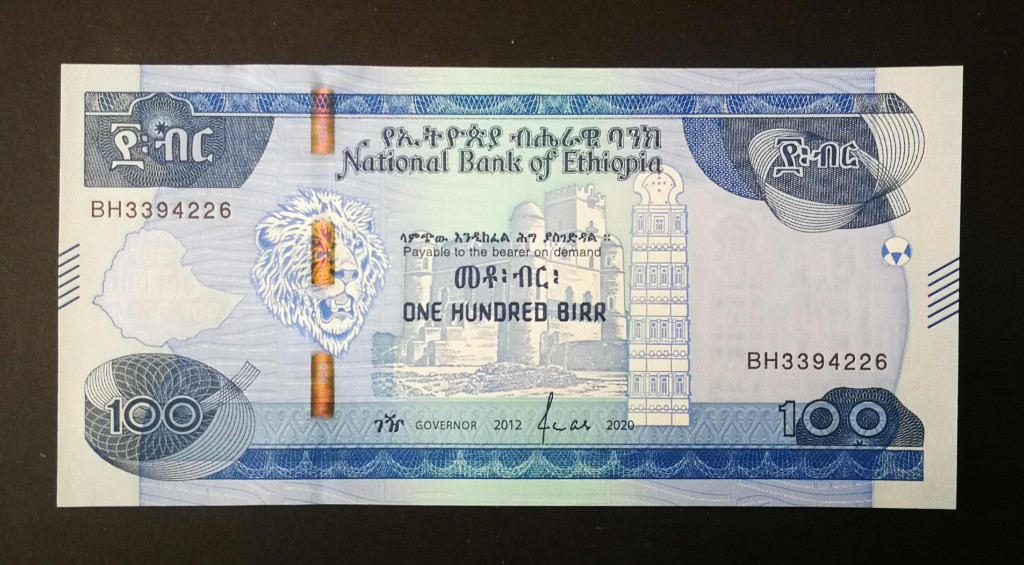 ፻፡ብር
የኢትዮጵያ ብሔራዊ ባንክ
National Bank of Ethiopia
፻፡ብር
BH3394226
ላምጭው እንዲከፈል ሕግ ያስገድዳል ።
Payable to the bearer on demand
መቶ፡ ብር፡
ONE HUNDRED BIRR
BH3394226
100
ገዥ GOVERNOR 2012 2020
100